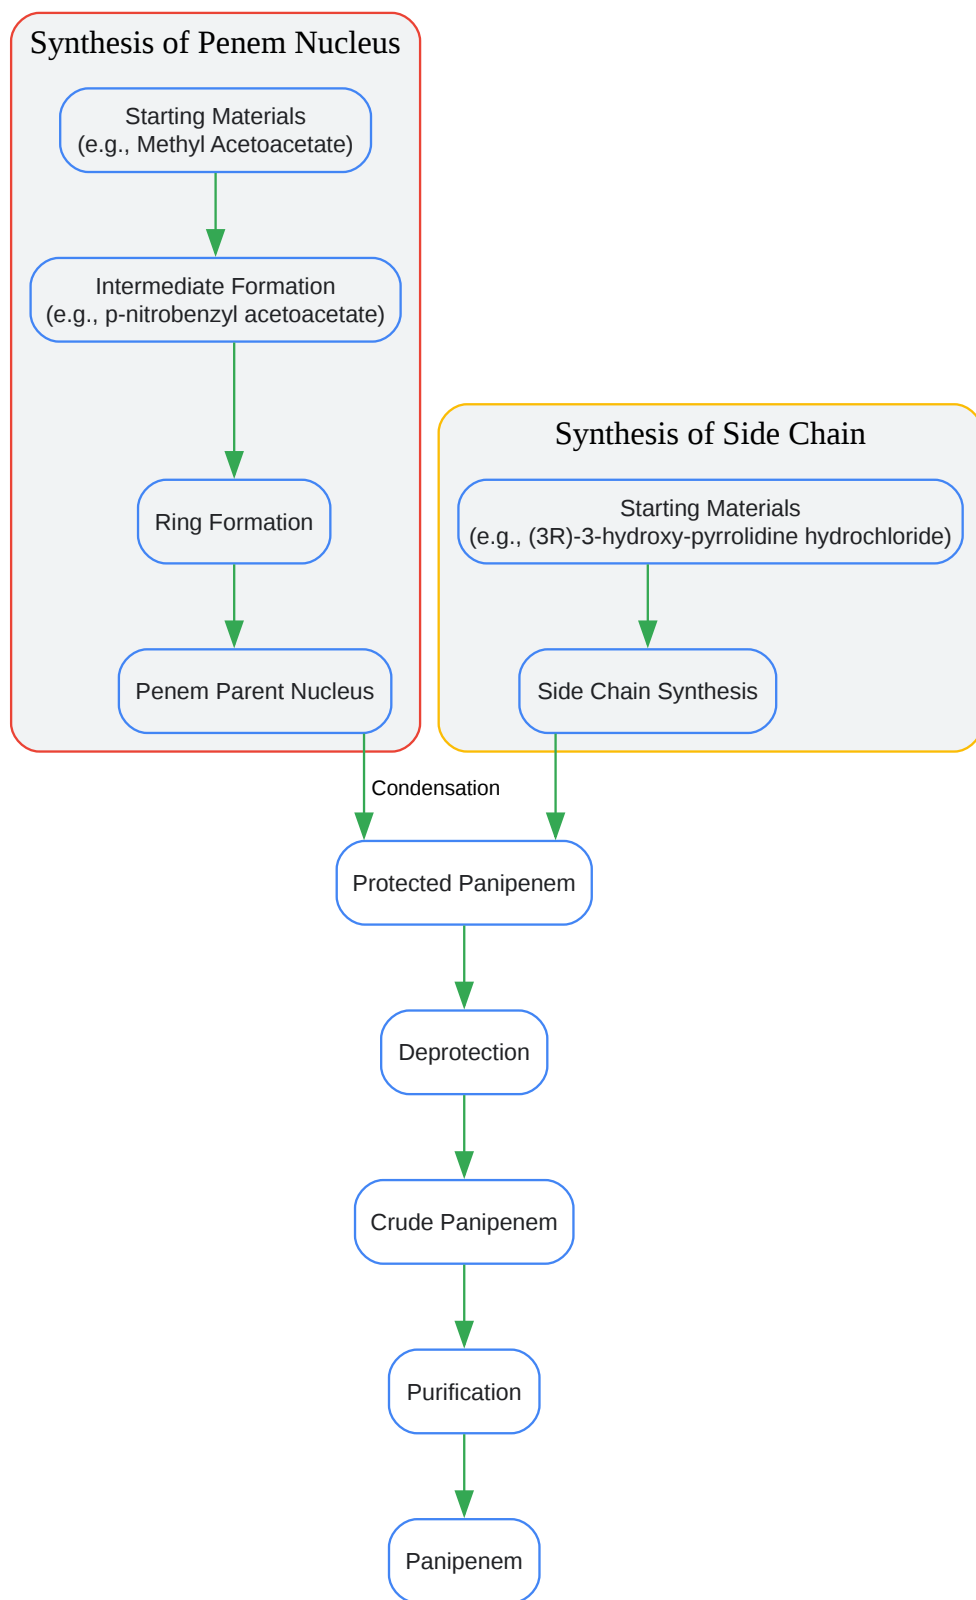 Synthesis of Penem Nucleus
Starting Materials
(e.g., Methyl Acetoacetate)
Intermediate Formation
(e.g., p-nitrobenzyl acetoacetate)
Ring Formation
Penem Parent Nucleus
Synthesis of Side Chain
Starting Materials
(e.g., (3R)-3-hydroxy-pyrrolidine hydrochloride)
Side Chain Synthesis
Condensation
Protected Panipenem
Deprotection
Crude Panipenem
Purification
Panipenem